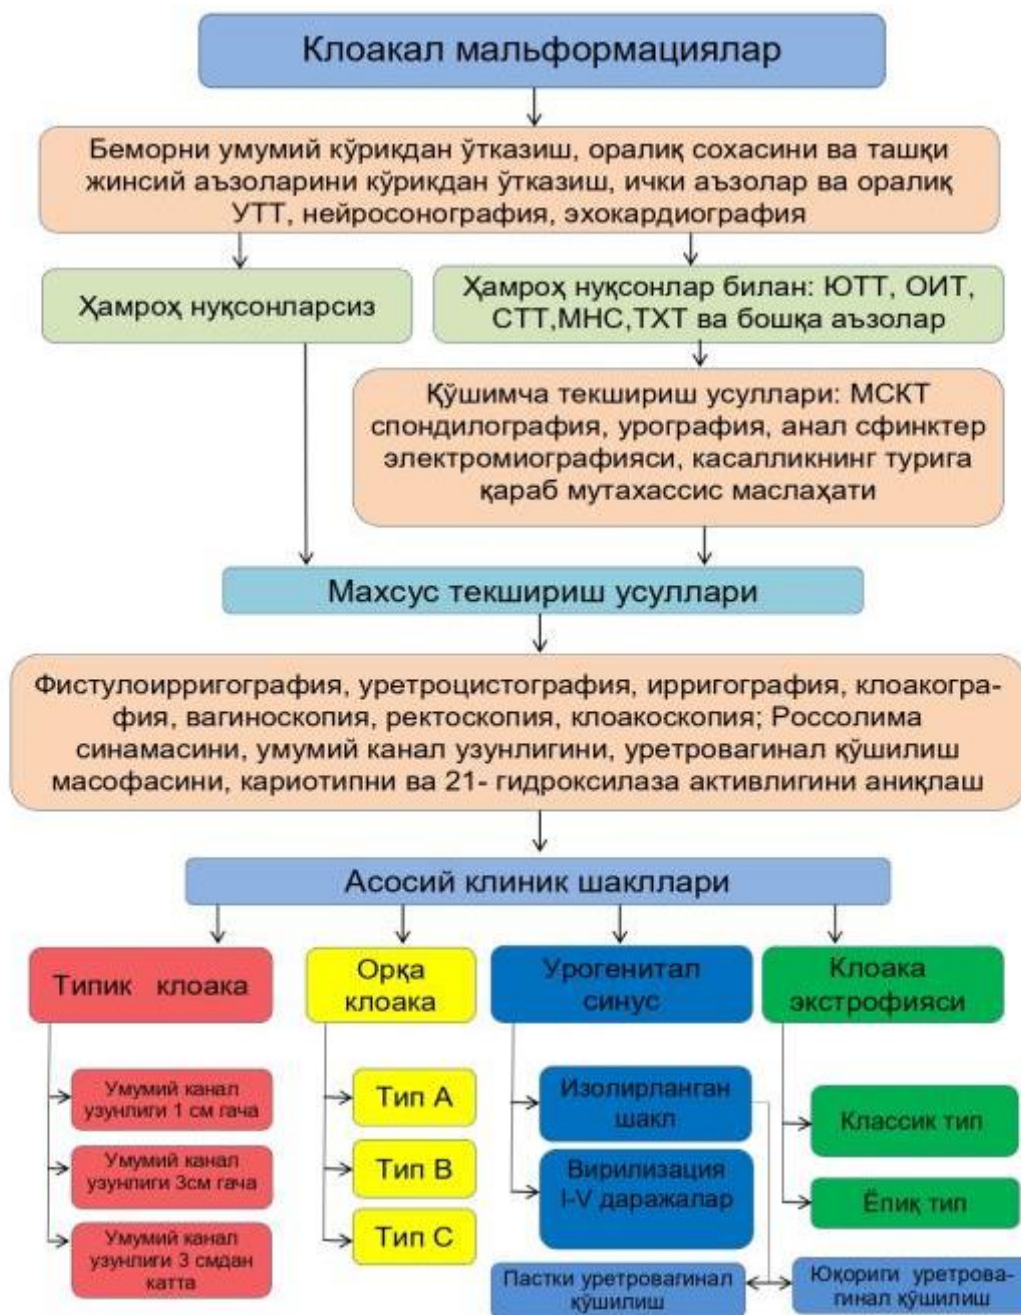 Клоакал мальформациялар
Беморни умумий кўрикдан ўтказиш, оралиқ сохасини ва ташқи
жинсий аъзоларини кўрикдан ўтказиш, ички аъзолар ва оралиқ
УТТ, нейросонография, эхокардиография
Ҳамроҳ нуқсонларсиз
Ҳамроҳ нуқсонлар билан: ЮТТ, ОИТ,
СТТ,МНС,ТХТ ва бошқа аъзолар
Қўшимча текшириш усуллари: МСКТ
спондилография, урография, анал сфинктер
электромиографияси, касалликнинг турига
қараб мутахассис маслаҳати
Махсус текшириш усуллари
Фистулоирригография, уретроцистография, ирригография, клоакогра-
фия, вагиноскопия, ректоскопия, клоакоскопия; Россолима
синамасини, умумий канал узунлигини, уретровагинал қўшилиш
масофасини, кариотипни ва 21- гидроксилаза активлигини аниқлаш
Асосий клиник шакллари
Типик клоака
Умумий канал
узунлиги 1 см гача
Умумий канал
узунлиги 3см гача
Умумий канал
узунлиги 3 смдан
катта
Орқа
клоака
Тип А
Тип В
Тип С
Урогенитал
синус
Изолирланган
шакл
Вирилизация
I-V даражалар
Пастки уретровагинал
қўшилиш
Юқориги уретрова-
гинал қўшилиш
Клоака
экстрофияси
Классик тип
Ёпиқ тип